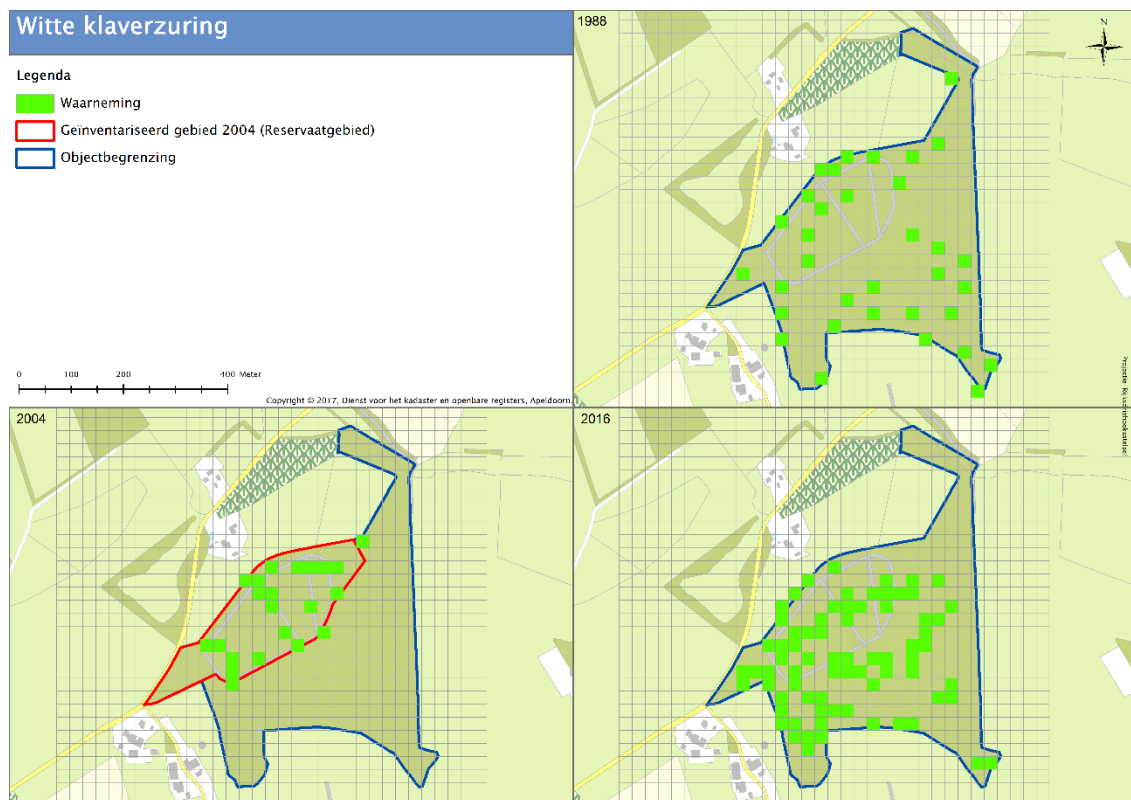 Witte klaverzuring
Legenda
Waarneming
Geïnventariseerd gebied 2004 (Reservaatgebied)
Objectbegrenzing
0 100 200 400 Meter
Copyright © 2017, Dienst voor het kadaster en openbare registers, Apeldoorn.
1988
N
2004
2016